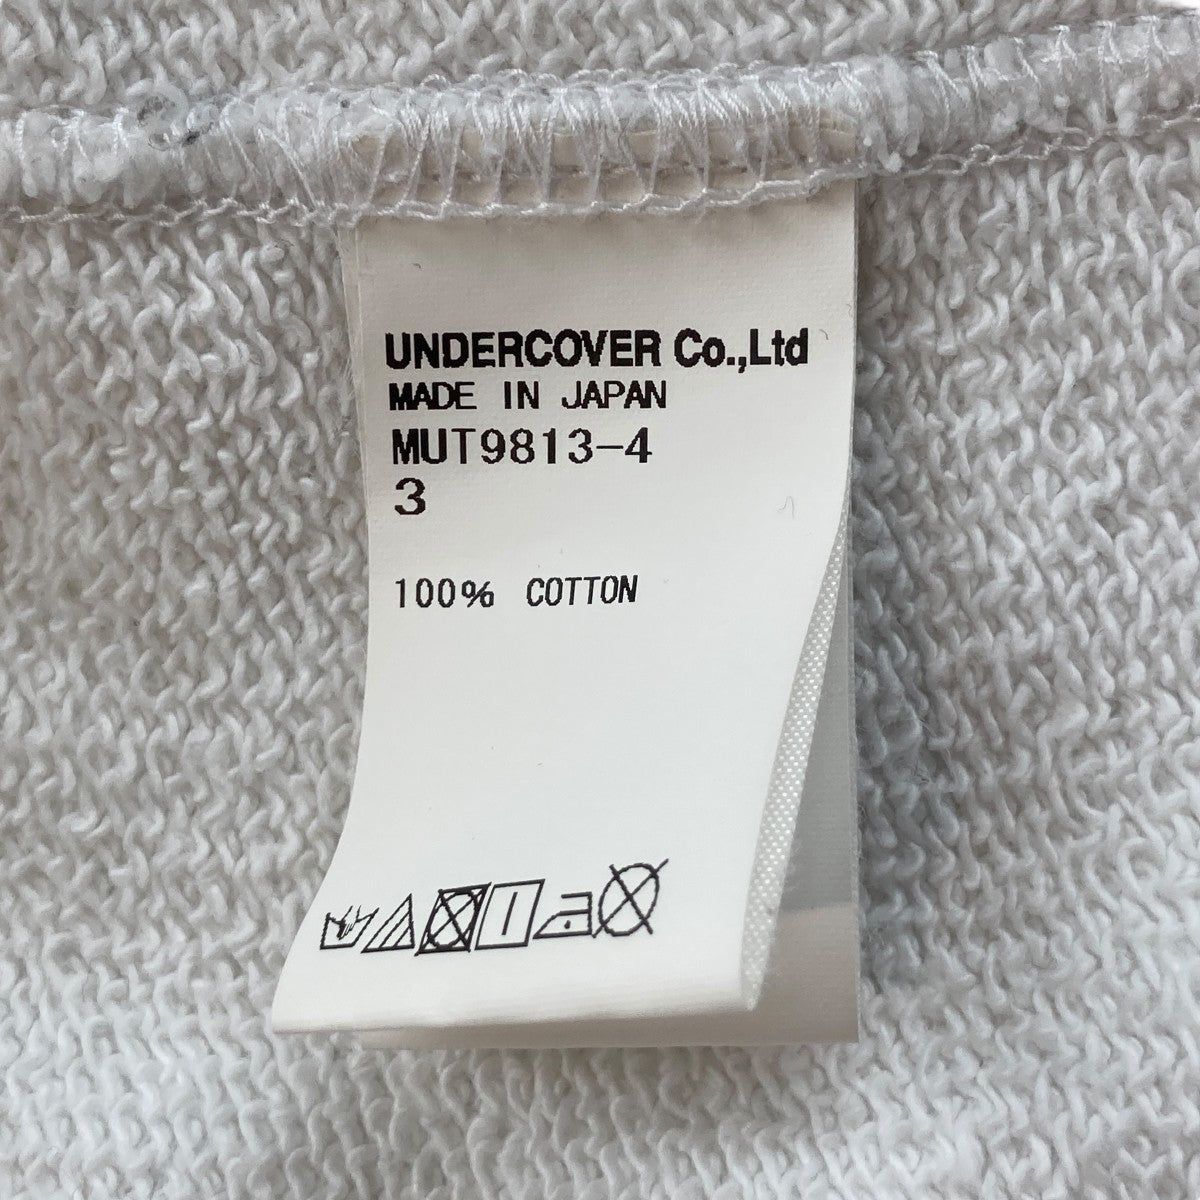 UNDERCOVER Co.,Ltd
MADE IN JAPAN
MUT9813-4
3
100% COTTON